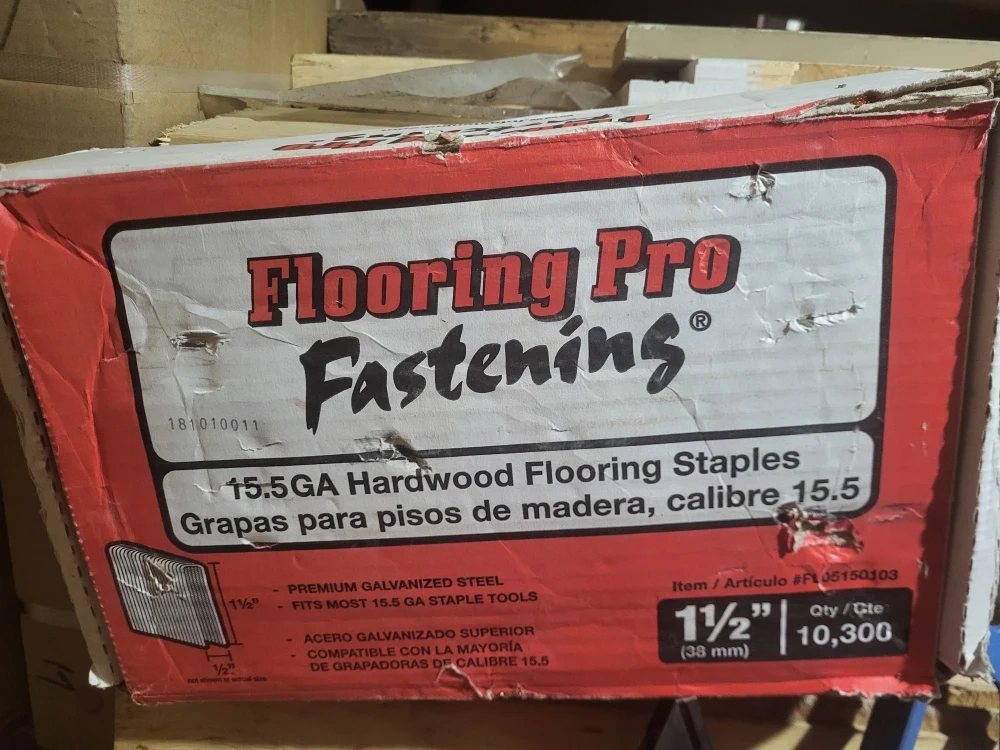 Flooring Pro
Fastening®
181010011
15.5GA Hardwood Flooring Staples
Grapas para pisos de madera, calibre 15.5
1½"
½"
- PREMIUM GALVANIZED STEEL
- FITS MOST 15.5 GA STAPLE TOOLS
- ACERO GALVANIZADO SUPERIOR
- COMPATIBLE CON LA MAYORÍA
DE GRAPADORAS DE CALIBRE 15.5
Item / Artículo #FL05150103
1½"
(38 mm)
Qty / Cte
10,300